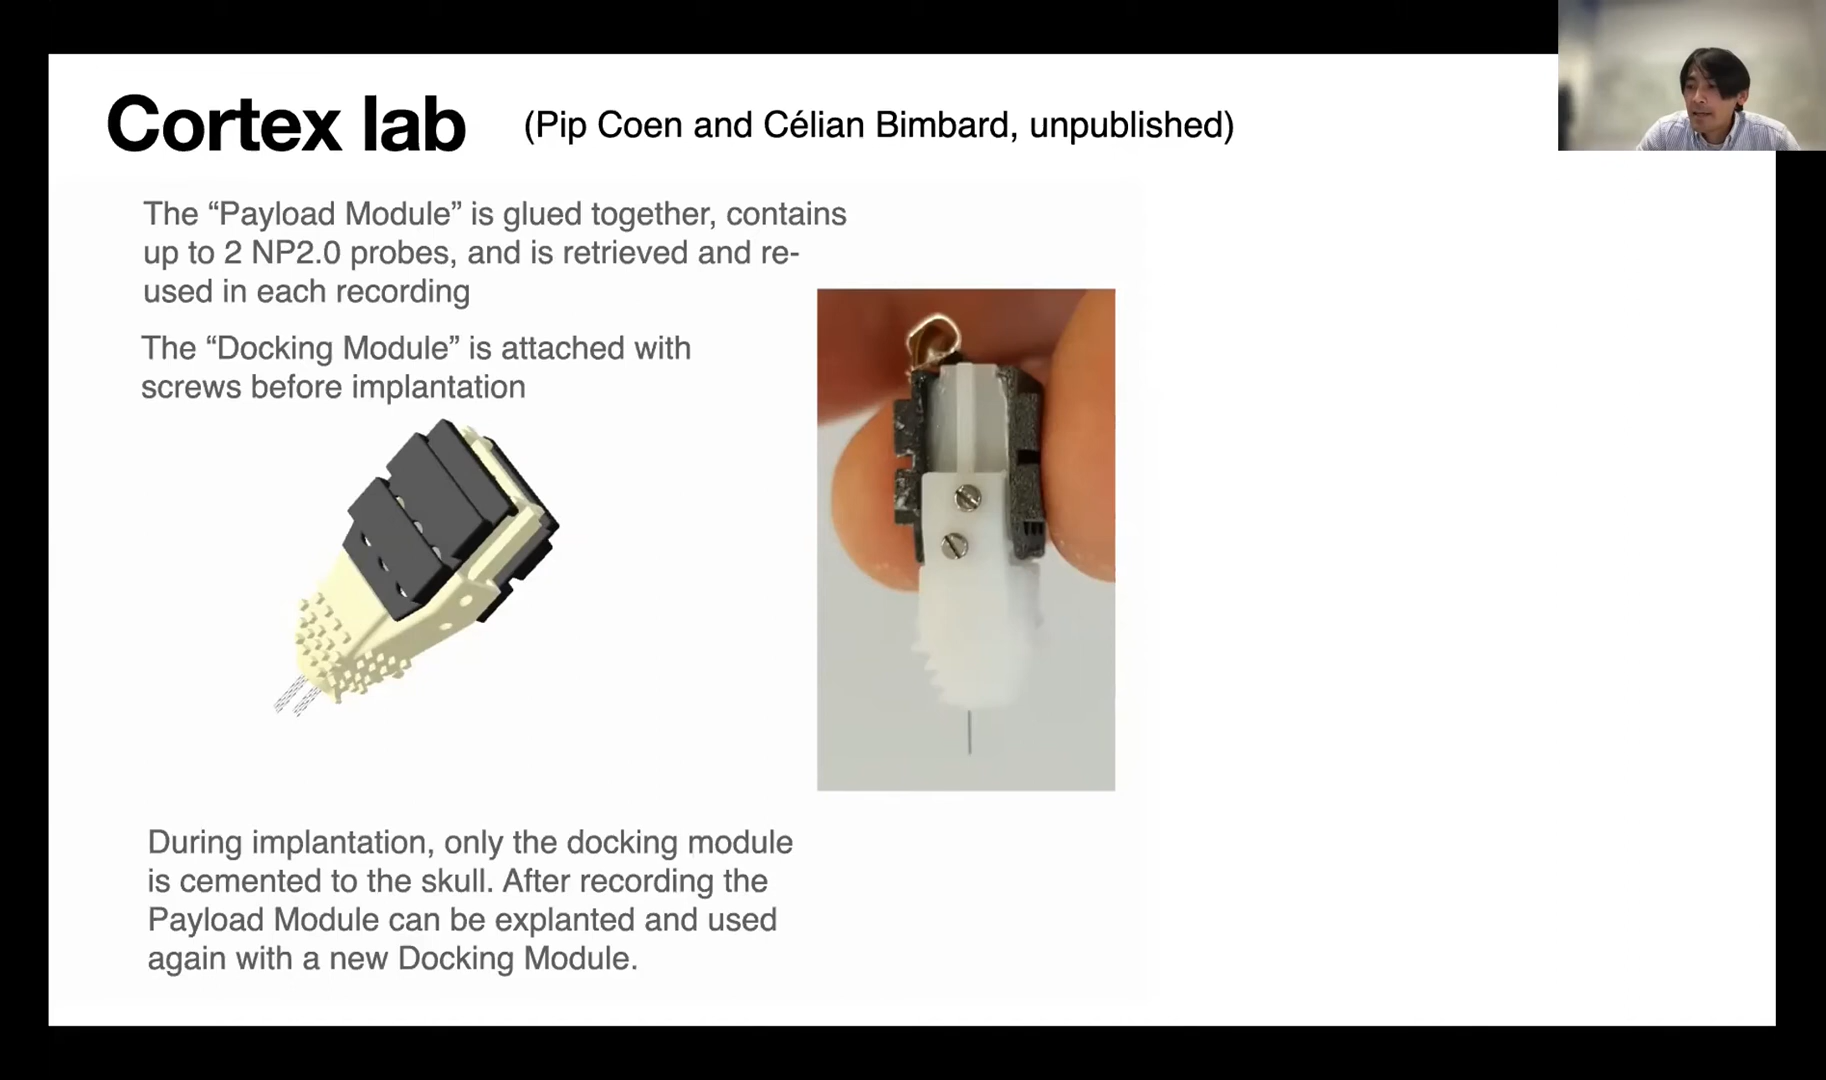 Cortex lab (Pip Coen and Célian Bimbard, unpublished)
The “Payload Module” is glued together, contains
up to 2 NP2.0 probes, and is retrieved and re-
used in each recording
The “Docking Module” is attached with
screws before implantation
During implantation, only the docking module
is cemented to the skull. After recording the
Payload Module can be explanted and used
again with a new Docking Module.